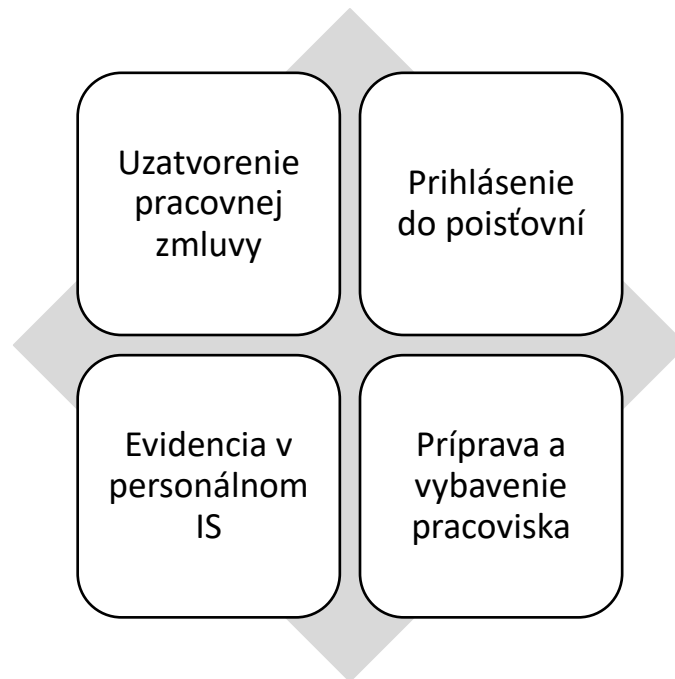 Uzatvorenie
pracovnej
zmluvy
Prihlásenie
do poisťovní
Evidencia v
personálnom
IS
Príprava a
vybavenie
pracoviska